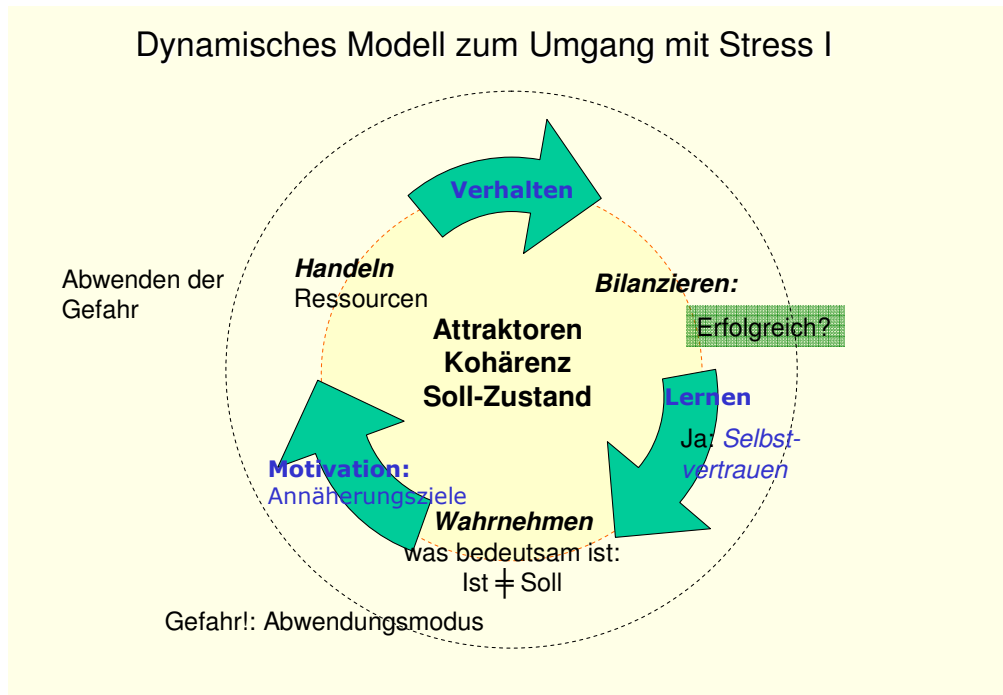 Dynamisches Modell zum Umgang mit Stress I
Verhalten
Abwenden der
Gefahr
Handeln
Ressourcen
Bilanzieren:
Erfolgreich?
Attraktoren
Kohärenz
Soll-Zustand
Lernen
Ja: Selbst-
vertrauen
Motivation:
Annäherungsziele
Wahrnehmen
was bedeutsam ist:
Ist ╪ Soll
Gefahr!: Abwendungsmodus